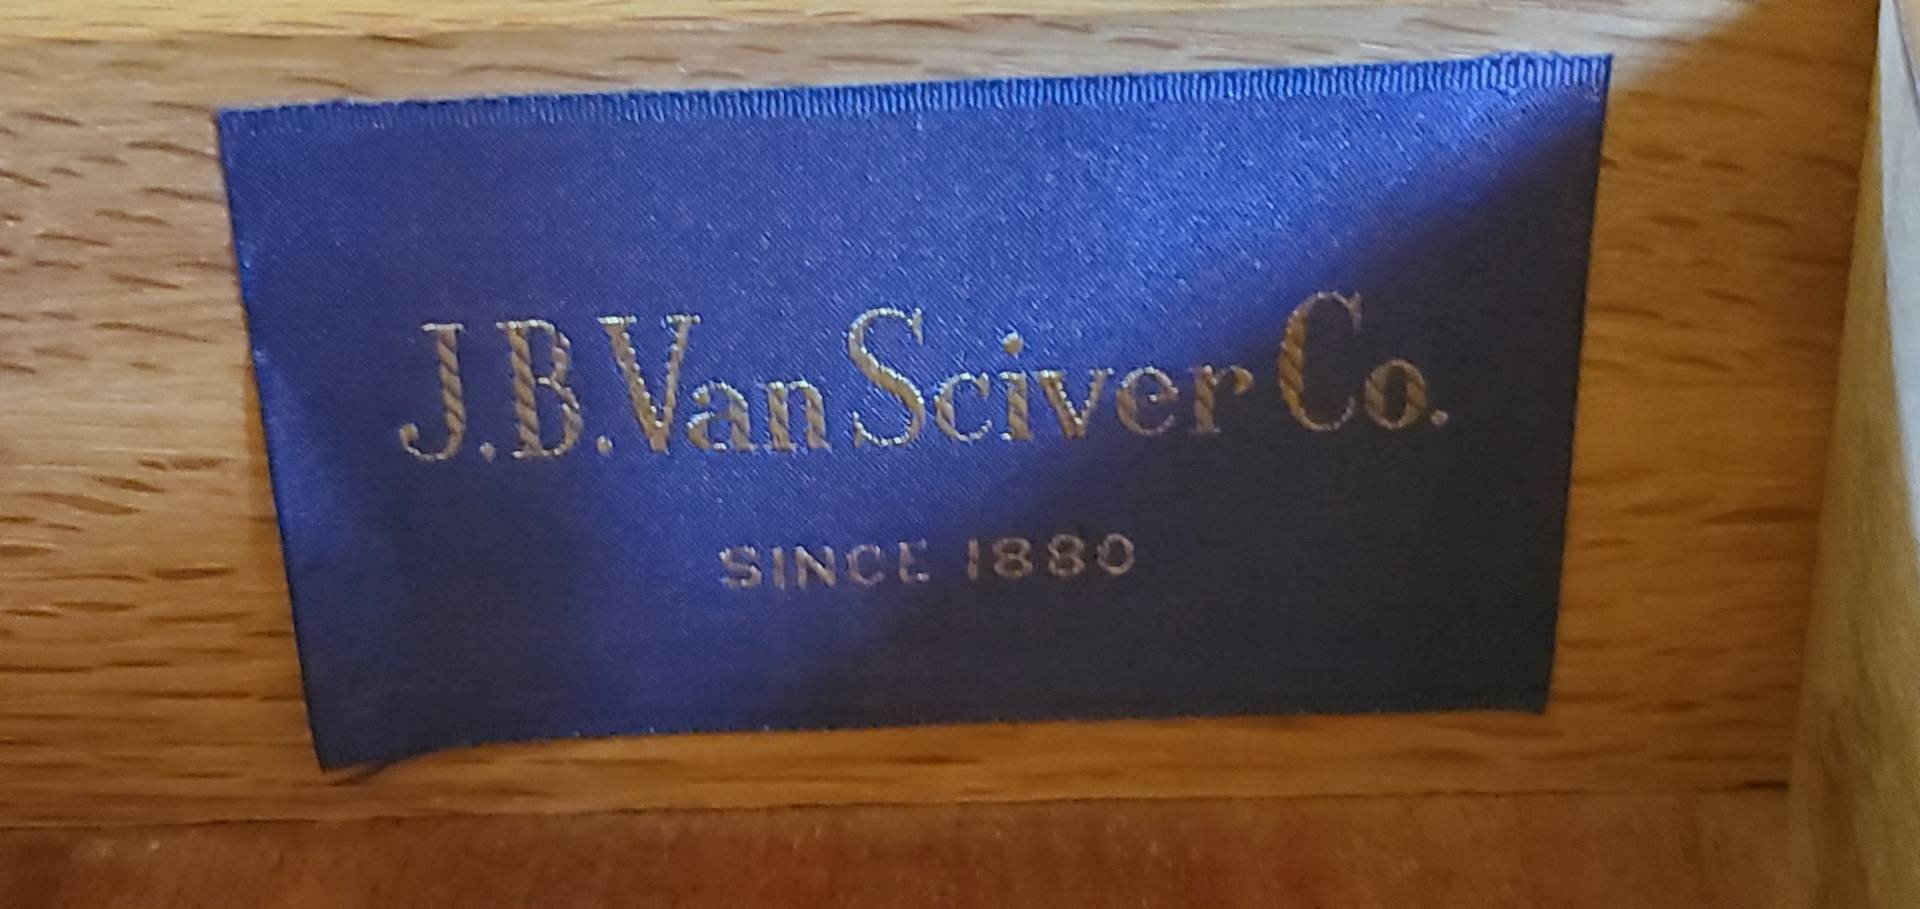 J.B. Van Sciver Co.
SINCE 1880